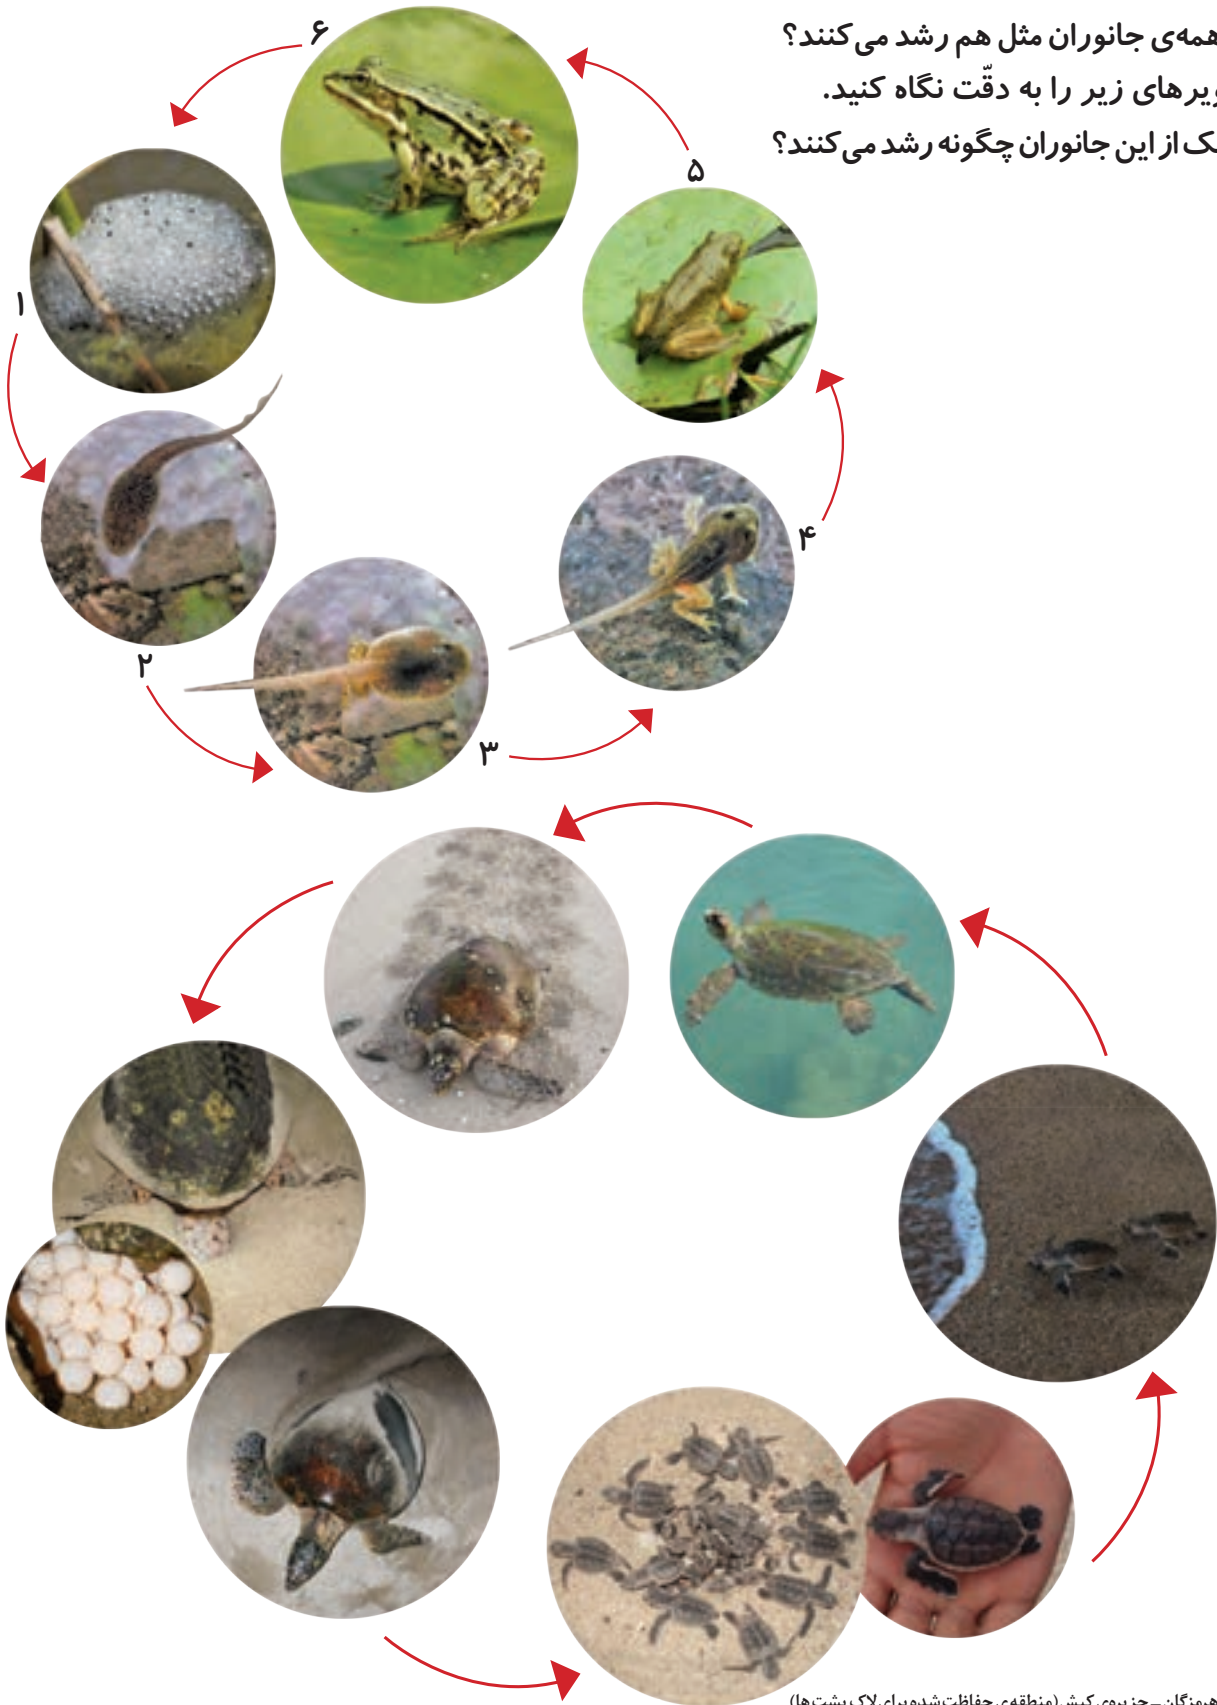 همه‌ی جانوران مثل هم رشد می‌کنند؟
ویرهای زیر را به دقّت نگاه کنید.
ک از این جانوران چگونه رشد می‌کنند؟
۶
۵
۱
۴
۲
۳
هرمزگان _ جزیره‌ی کیش (منطقه‌ی حفاظت شده برای لاک پشت‌ها)